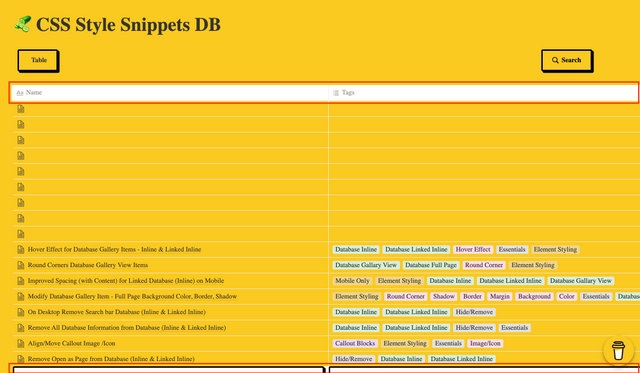 CSS Style Snippets DB
Table
Search
Aa Name
Tags
Hover Effect for Database Gallery Items - Inline & Linked Inline
Database Inline Database Linked Inline Hover Effect Essentials Element Styling
Round Corners Database Gallery View Items
Database Gallary View Database Full Page Round Corner Element Styling
Improved Spacing (with Content) for Linked Database (Inline) on Mobile
Mobile Only Element Styling Database Inline Database Linked Inline Database Gallary View
Modify Database Gallery Item - Full Page Background Color, Border, Shadow
Element Styling Round Corner Shadow Border Margin Background Color Essentials Databa
On Desktop Remove Search bar Database (Inline & Linked Inline)
Database Inline Database Linked Inline Hide/Remove
Remove All Database Information from Database (Inline & Linked Inline)
Database Inline Database Linked Inline Hide/Remove Essentials
Align/Move Callout Image /Icon
Callout Blocks Element Styling Essentials Image/Icon
Remove Open as Page from Database (Inline & Linked Inline)
Hide/Remove Database Inline Database Linked Inline